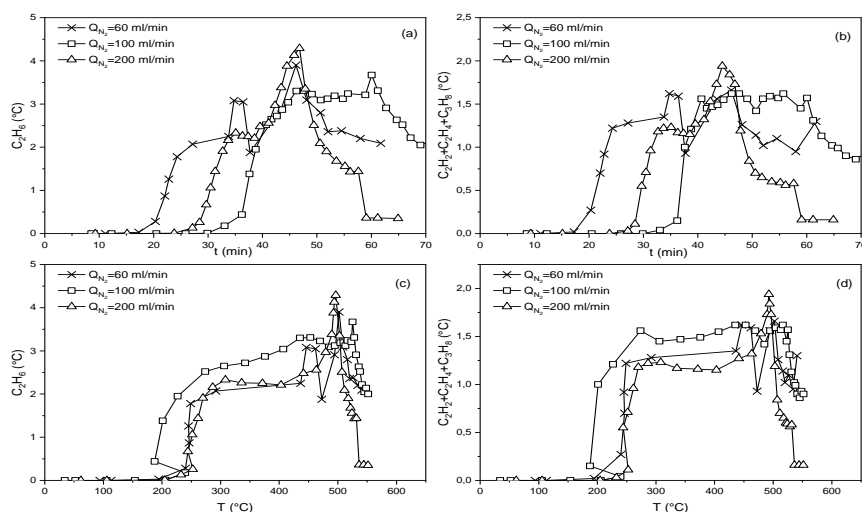 Q_N2=60 ml/min
Q_N2=100 ml/min
Q_N2=200 ml/min
(a)
C2H6 (°C)
5
4
3
2
1
0
0 10 20 30 40 50 60 70
t (min)
Q_N2=60 ml/min
Q_N2=100 ml/min
Q_N2=200 ml/min
(b)
C2H2+C2H4+C3H8 (°C)
2,5
2,0
1,5
1,0
0,5
0,0
0 10 20 30 40 50 60 70
t (min)
Q_N2=60 ml/min
Q_N2=100 ml/min
Q_N2=200 ml/min
(c)
C2H6 (°C)
5
4
3
2
1
0
0 100 200 300 400 500 600
T (°C)
Q_N2=60 ml/min
Q_N2=100 ml/min
Q_N2=200 ml/min
(d)
C2H2+C2H4+C3H8 (°C)
2,0
1,5
1,0
0,5
0,0
0 100 200 300 400 500 600
T (°C)